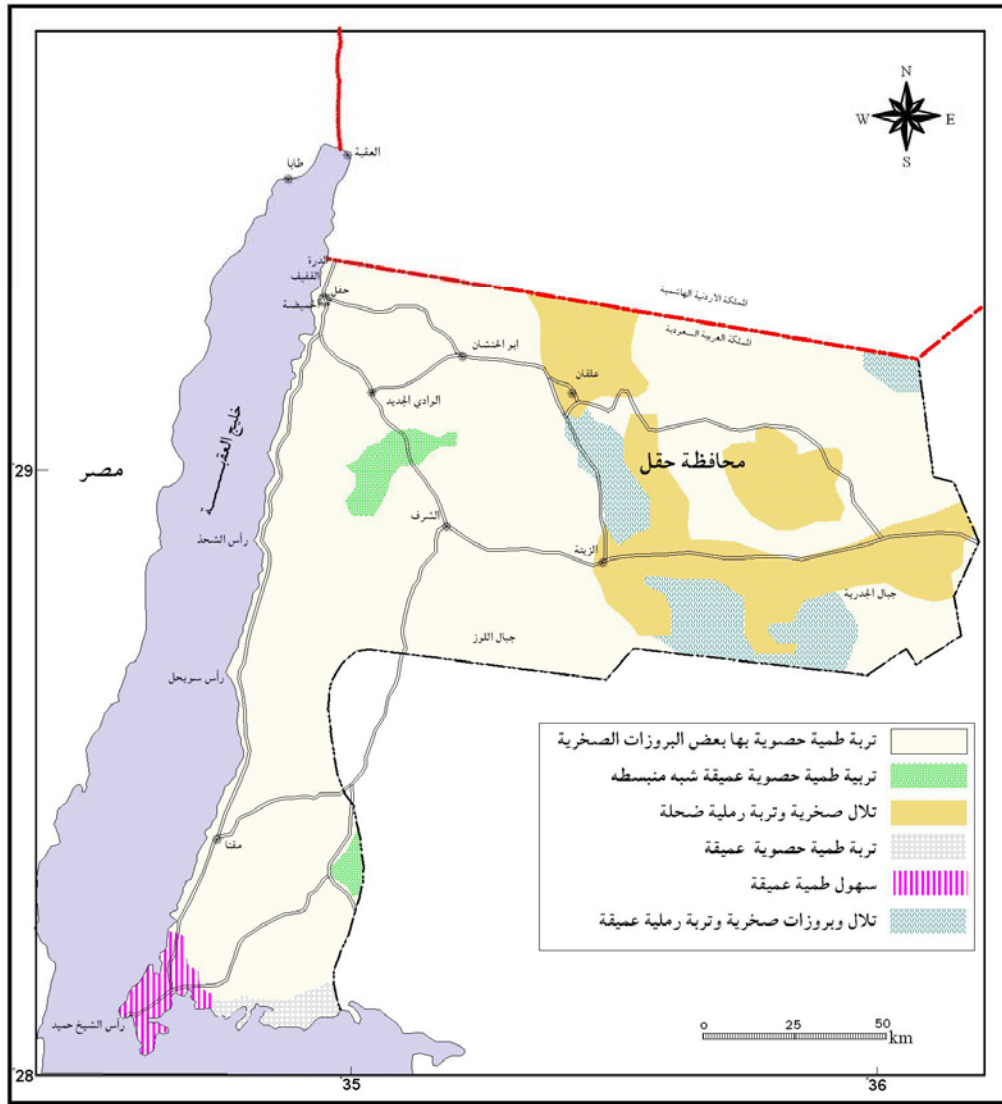 N
W E
S
العقبة
طابا
الدرة
القفيف
حقل
الحميضة
المملكة الاردنية الهاشمية
المملكة العربية السعودية
ابو الحنشان
علقان
الوادي الجديد
خليج العقبـــــة
مصر
29
محافظة حقل
الشرف
رأس الشحذ
الزيتة
جبال الجدرية
جبال اللوز
رأس سويحل
تربة طمية حصوية بها بعض البروزات الصخرية
تربية طمية حصوية عميقة شبه منبسطه
تلال صخرية وتربة رملية ضحلة
تربة طمية حصوية عميقة
سهول طمية عميقة
تلال وبروزات صخرية وتربة رملية عميقة
مقنا
رأس الشيخ حميد
0 25 50
km
28
35 36